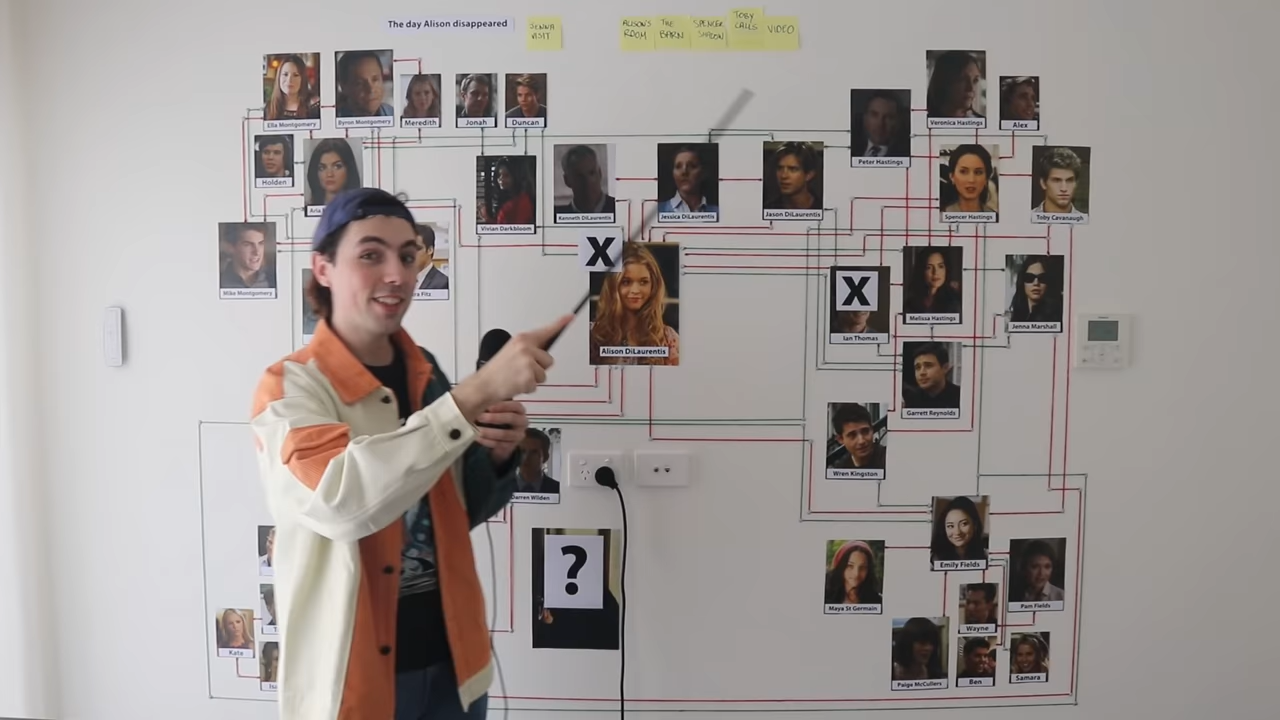 The day Alison disappeared
JENNA
VISIT
ALISON'S
ROOM
THE
BARN
SPENCER
TOBY
CALLS
VIDEO
Ella Montgomery
Byron Montgomery
Meredith
Jonah
Duncan
Veronica Hastings
Alex
Peter Hastings
Holden
Aria
Vivian Darkbloom
Kenneth DiLaurentis
Jessica DiLaurentis
Jason DiLaurentis
Spencer Hastings
Toby Cavanaugh
Mike Montgomery
Fitz
X
Alison DiLaurentis
X
Ian Thomas
Melissa Hastings
Jenna Marshall
Garrett Reynolds
Wren Kingston
Darren Wilden
?
Emily Fields
Maya St Germain
Pam Fields
Wayne
Kate
Paige McCullers
Ben
Samara